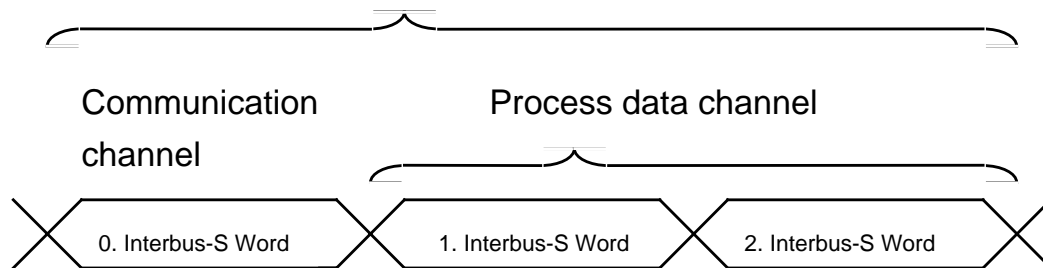 Communication
channel
Process data channel
0. Interbus-S Word
1. Interbus-S Word
2. Interbus-S Word